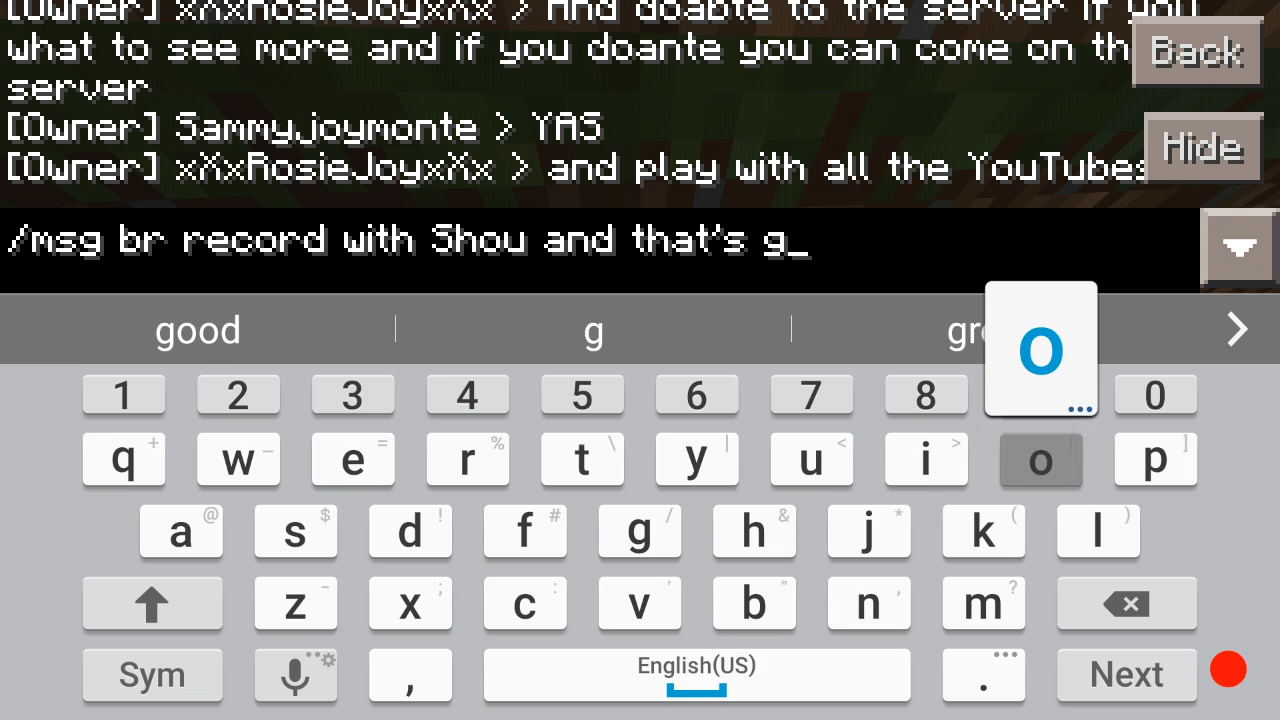 [Owner] xXxRosieJoyxXx > And doabte to the server if you
what to see more and if you doante you can come on th
server
[Owner] Sammyjoymonte > YAS
[Owner] xXxRosieJoyxXx > and play with all the YouTubes
Back
Hide
/msg br record with Shou and that's g_
good g gre
o
1 2 3 4 5 6 7 8 0
q + w - e = r % t \ y | u < i > o p ]
a @ s $ d ! f # g / h & j * k ( l )
z - x ; c : v ' b " n , m ?
Sym , English(US) . Next